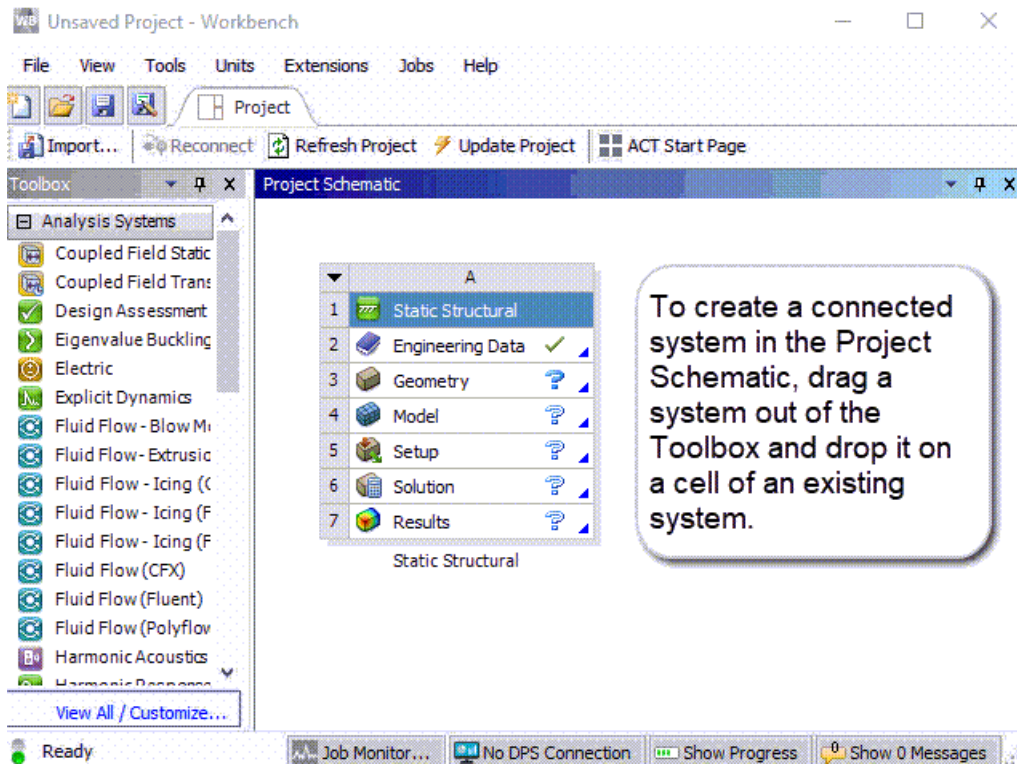 WB Unsaved Project - Workbench
File View Tools Units Extensions Jobs Help
Project
Import... Reconnect Refresh Project Update Project ACT Start Page
Toolbox
Project Schematic
Analysis Systems
Coupled Field Static
Coupled Field Trans
Design Assessment
Eigenvalue Buckling
Electric
Explicit Dynamics
Fluid Flow - Blow Mo
Fluid Flow- Extrusio
Fluid Flow - Icing (C
Fluid Flow - Icing (F
Fluid Flow - Icing (F
Fluid Flow (CFX)
Fluid Flow (Fluent)
Fluid Flow (Polyflow
Harmonic Acoustics
Harmonic Response
View All / Customize...
A
1 Static Structural
2 Engineering Data
3 Geometry
4 Model
5 Setup
6 Solution
7 Results
Static Structural
To create a connected
system in the Project
Schematic, drag a
system out of the
Toolbox and drop it on
a cell of an existing
system.
Ready
Job Monitor... No DPS Connection Show Progress 0 Show 0 Messages